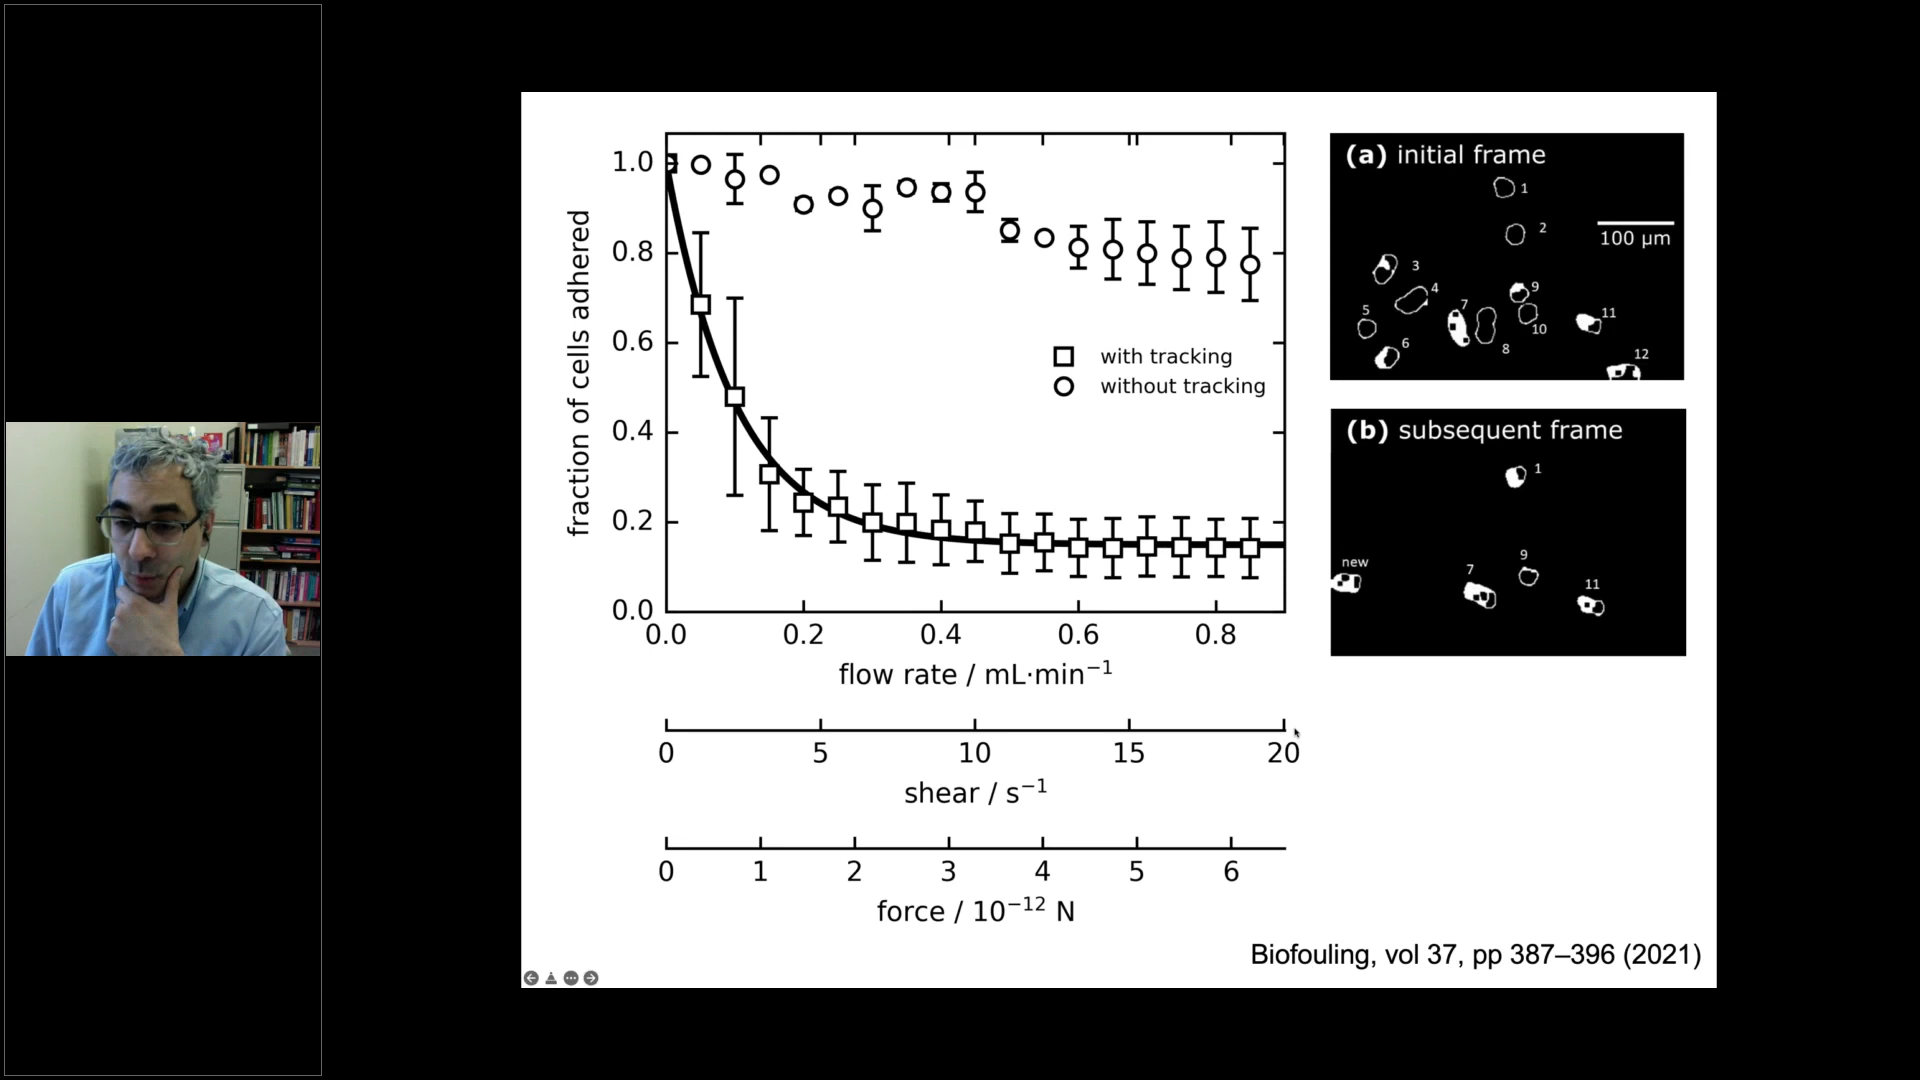 fraction of cells adhered
1.0
0.8
0.6
0.4
0.2
0.0
with tracking
without tracking
0.0 0.2 0.4 0.6 0.8
flow rate / mL·min⁻¹
0 5 10 15 20
shear / s⁻¹
0 1 2 3 4 5 6
force / 10⁻¹² N
(a) initial frame
1
2
100 µm
3
4
9
5
7
10
11
6
8
12
(b) subsequent frame
1
new
7
9
11
Biofouling, vol 37, pp 387–396 (2021)